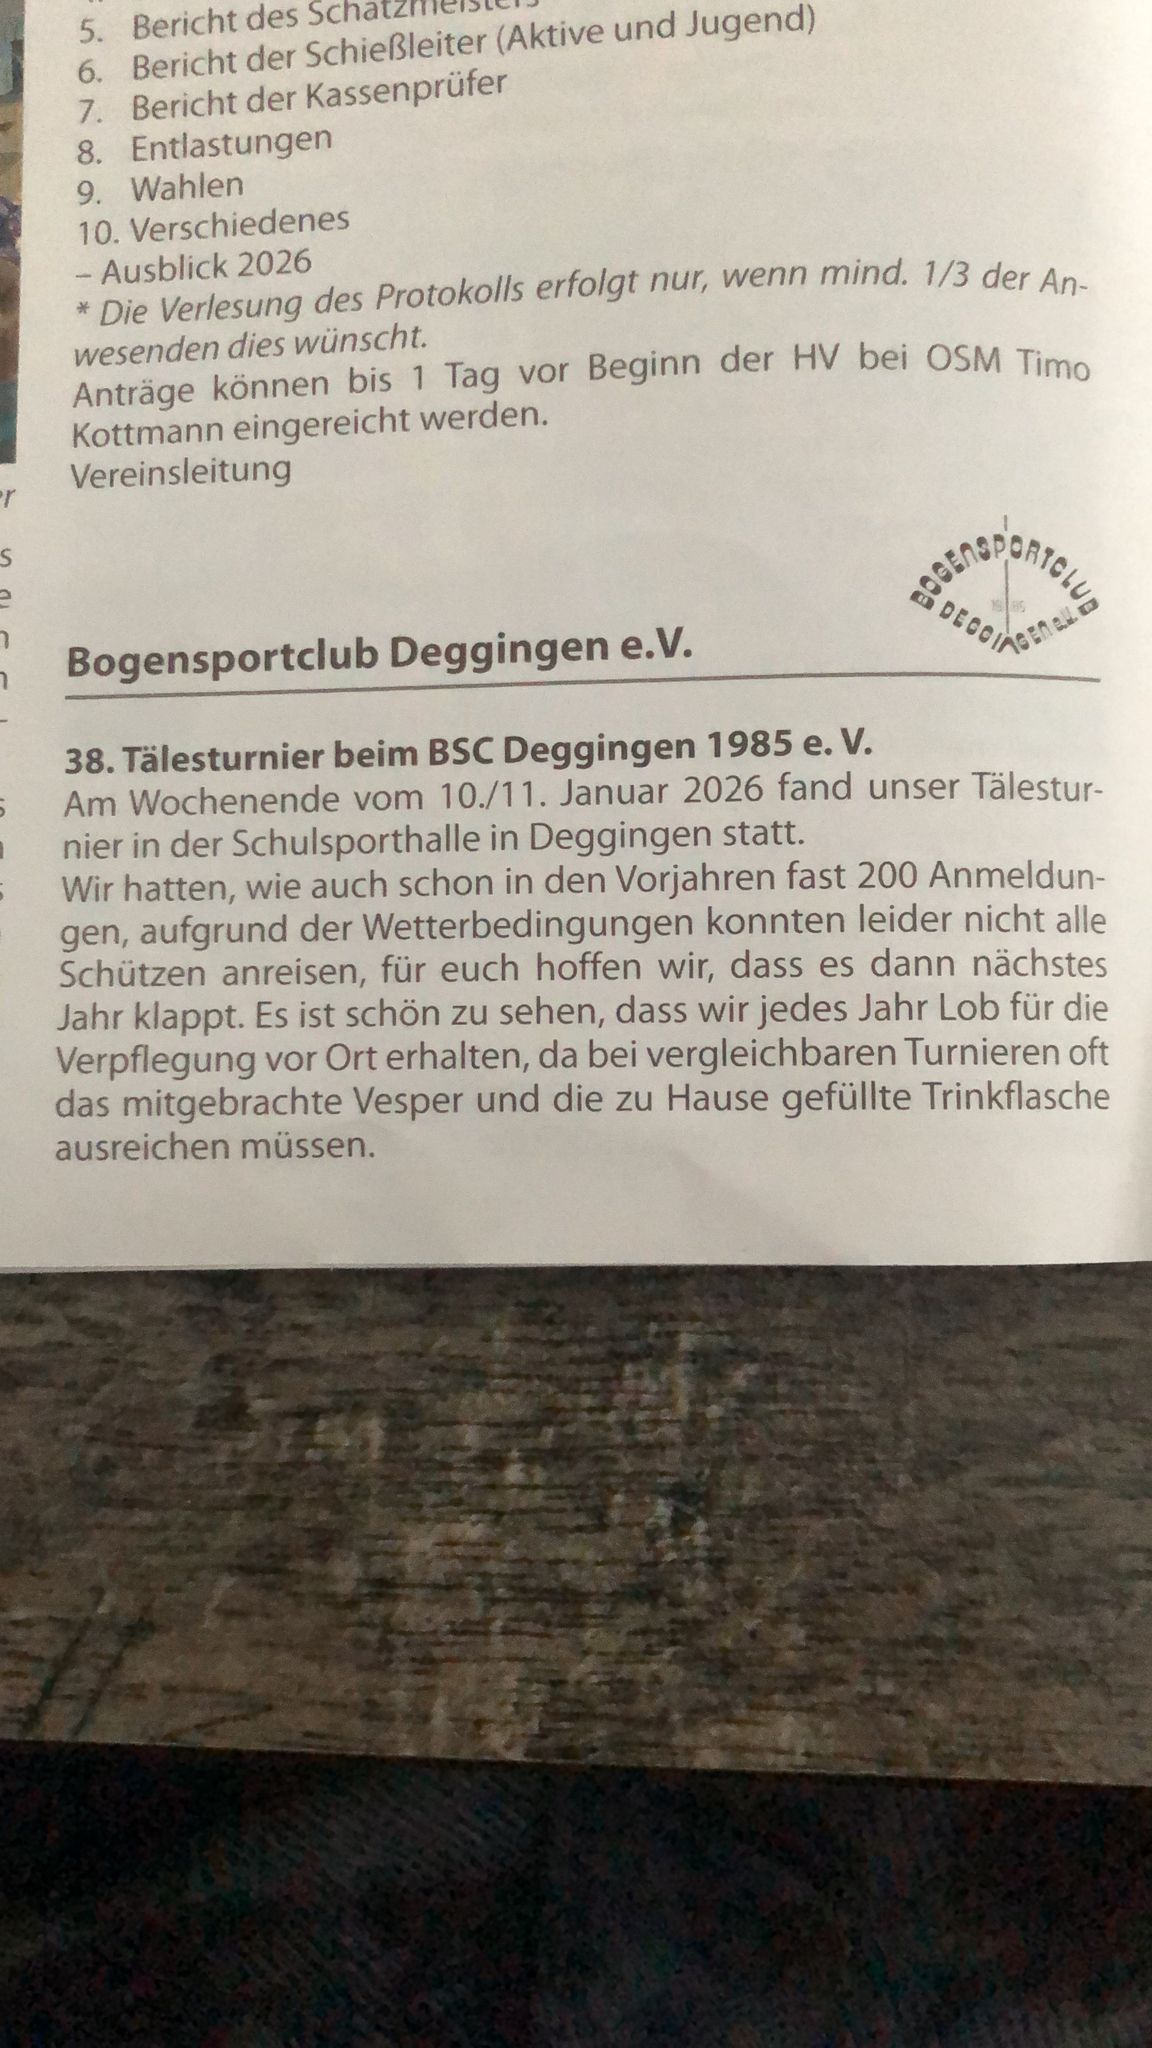 5. Bericht des Schatzmeisters
6. Bericht der Schießleiter (Aktive und Jugend)
7. Bericht der Kassenprüfer
8. Entlastungen
9. Wahlen
10. Verschiedenes
– Ausblick 2026
* Die Verlesung des Protokolls erfolgt nur, wenn mind. 1/3 der An-
wesenden dies wünscht.
Anträge können bis 1 Tag vor Beginn der HV bei OSM Timo
Kottmann eingereicht werden.
Vereinsleitung
BOGENSPORTCLUB
DEGGINGEN e.V.
Bogensportclub Deggingen e.V.
38. Tälesturnier beim BSC Deggingen 1985 e. V.
Am Wochenende vom 10./11. Januar 2026 fand unser Tälestur-
nier in der Schulsporthalle in Deggingen statt.
Wir hatten, wie auch schon in den Vorjahren fast 200 Anmeldun-
gen, aufgrund der Wetterbedingungen konnten leider nicht alle
Schützen anreisen, für euch hoffen wir, dass es dann nächstes
Jahr klappt. Es ist schön zu sehen, dass wir jedes Jahr Lob für die
Verpflegung vor Ort erhalten, da bei vergleichbaren Turnieren oft
das mitgebrachte Vesper und die zu Hause gefüllte Trinkflasche
ausreichen müssen.